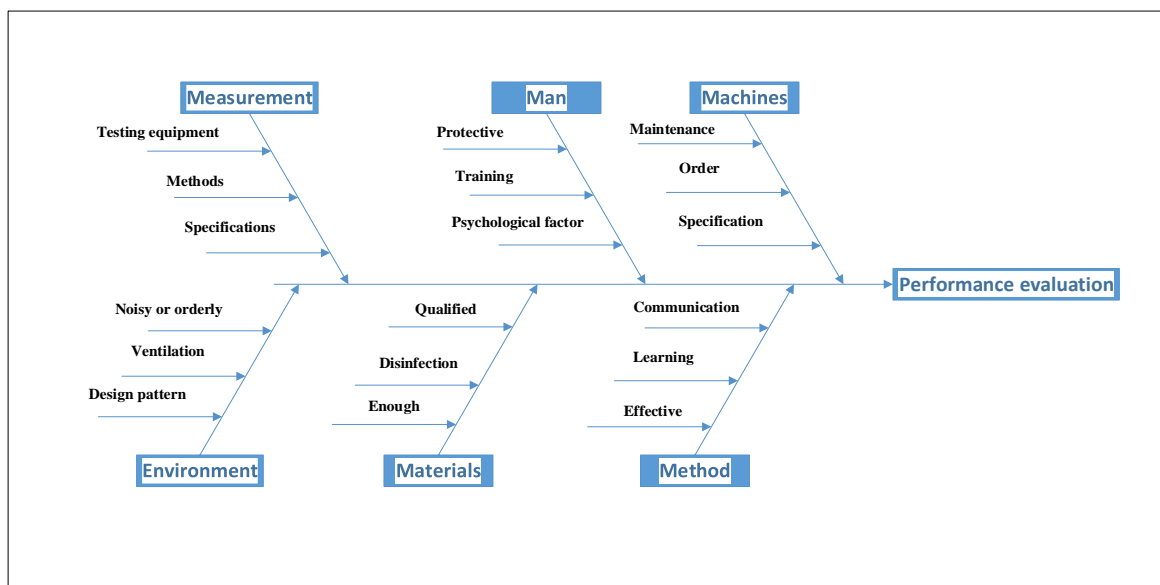 Measurement
Man
Machines
Testing equipment
Protective
Maintenance
Methods
Training
Order
Specifications
Psychological factor
Specification
Performance evaluation
Noisy or orderly
Qualified
Communication
Ventilation
Disinfection
Learning
Design pattern
Enough
Effective
Environment
Materials
Method